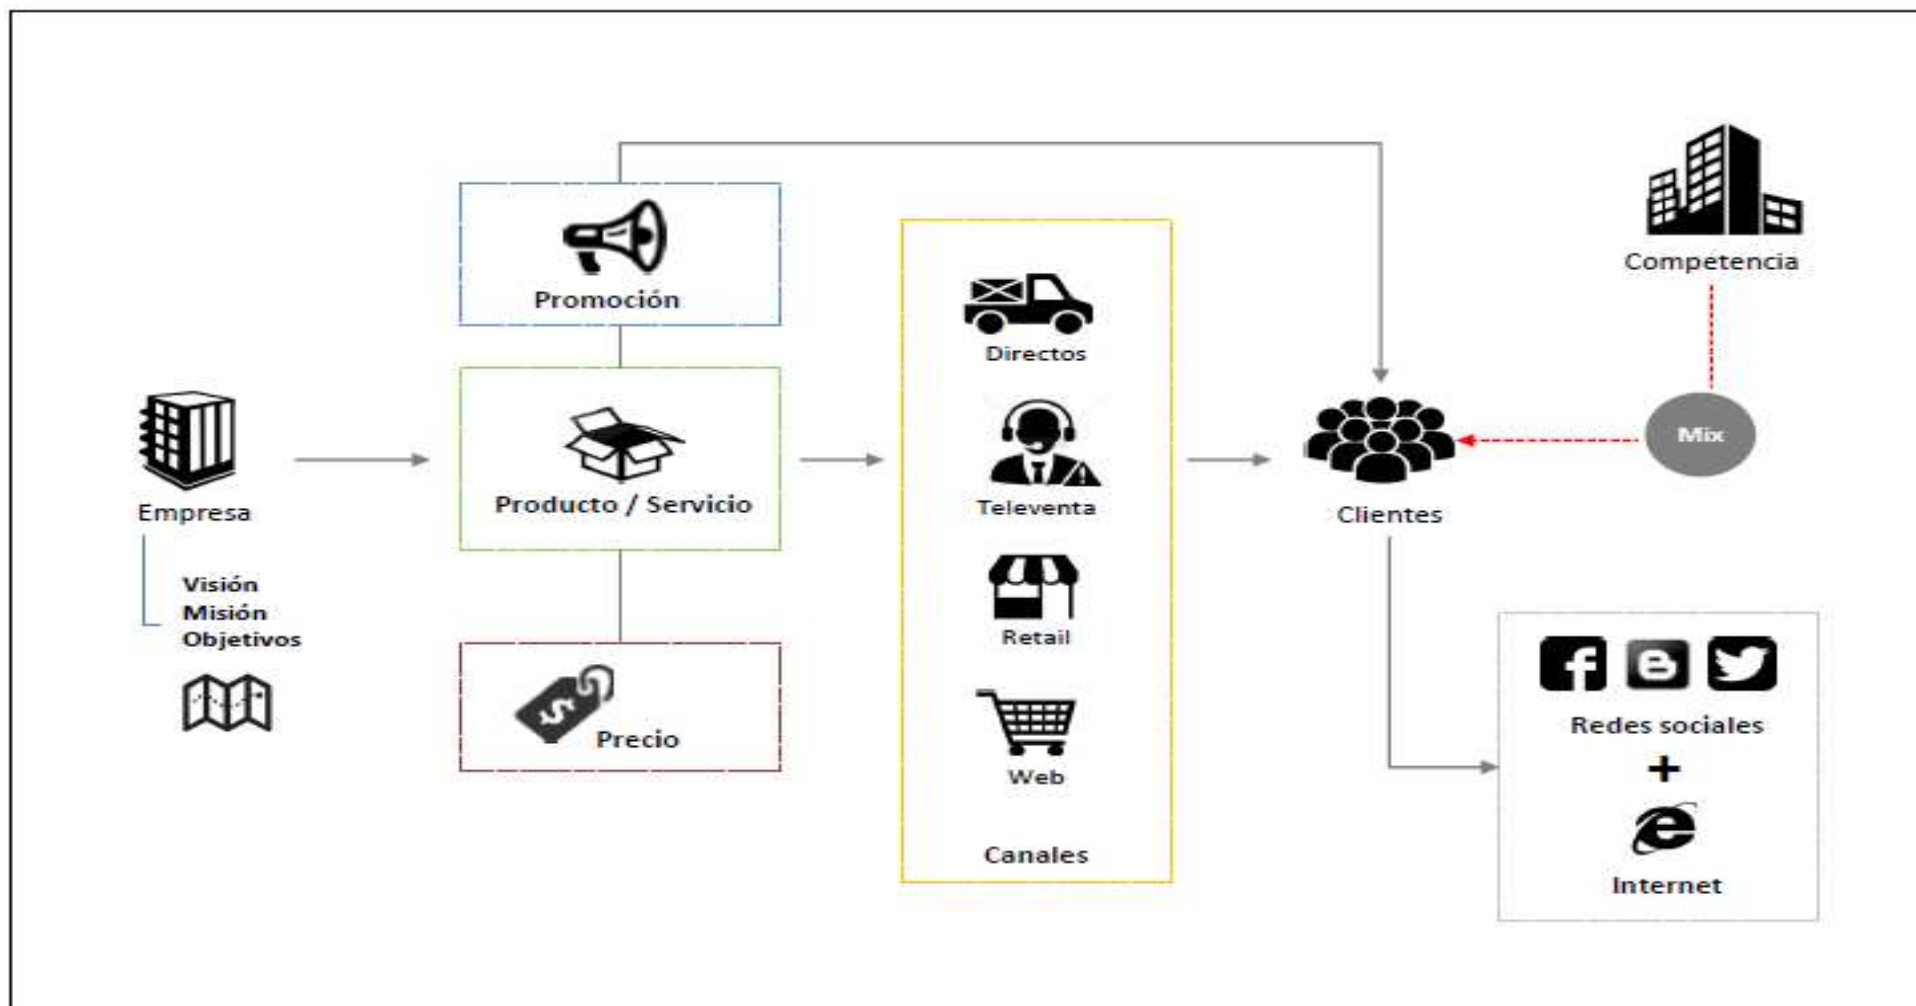 Promoción
Competencia
Directos
Mix
Empresa
Producto / Servicio
Televenta
Clientes
Visión
Misión
Objetivos
Retail
Precio
Redes sociales
+
Web
Canales
Internet